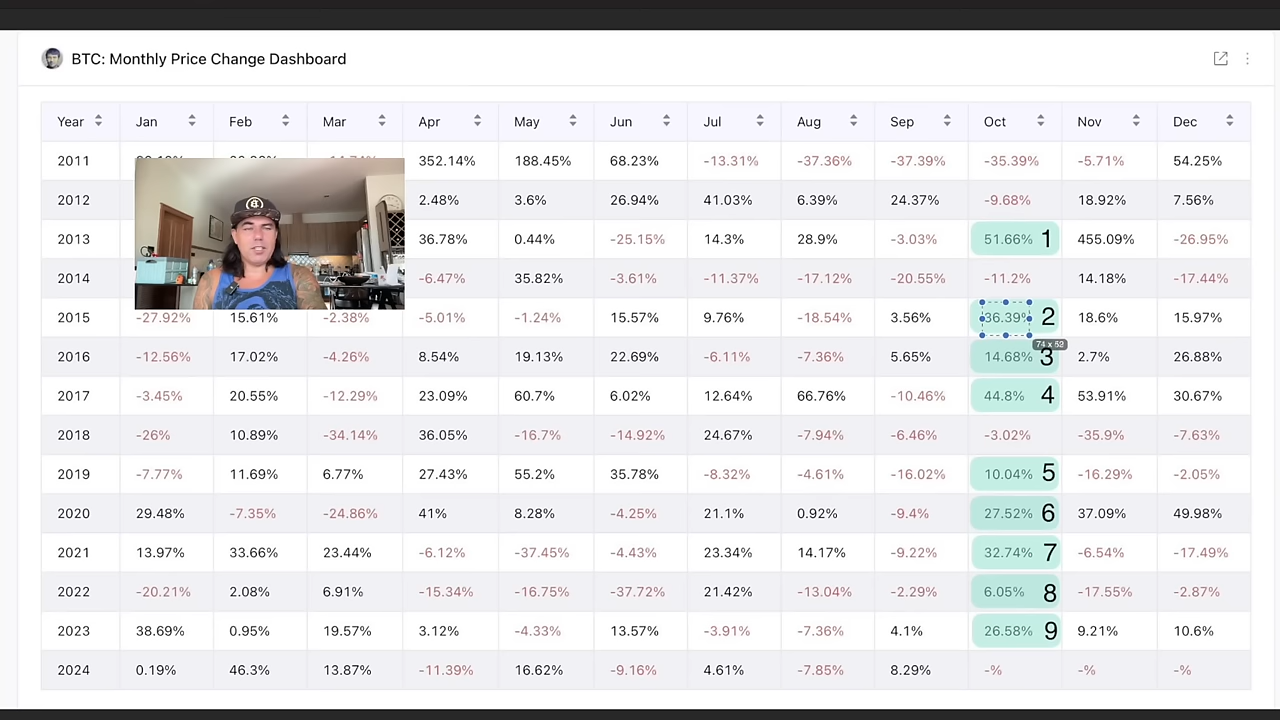 BTC: Monthly Price Change Dashboard
Year Jan Feb Mar Apr May Jun Jul Aug Sep Oct Nov Dec
2011 352.14% 188.45% 68.23% -13.31% -37.36% -37.39% -35.39% -5.71% 54.25%
2012 2.48% 3.6% 26.94% 41.03% 6.39% 24.37% -9.68% 18.92% 7.56%
2013 36.78% 0.44% -25.15% 14.3% 28.9% -3.03% 51.66% 1 455.09% -26.95%
2014 -6.47% 35.82% -3.61% -11.37% -17.12% -20.55% -11.2% 14.18% -17.44%
2015 -27.92% 15.61% -2.38% -5.01% -1.24% 15.57% 9.76% -18.54% 3.56% 36.39% 2 18.6% 15.97%
74 x 52
2016 -12.56% 17.02% -4.26% 8.54% 19.13% 22.69% -6.11% -7.36% 5.65% 14.68% 3 2.7% 26.88%
2017 -3.45% 20.55% -12.29% 23.09% 60.7% 6.02% 12.64% 66.76% -10.46% 44.8% 4 53.91% 30.67%
2018 -26% 10.89% -34.14% 36.05% -16.7% -14.92% 24.67% -7.94% -6.46% -3.02% -35.9% -7.63%
2019 -7.77% 11.69% 6.77% 27.43% 55.2% 35.78% -8.32% -4.61% -16.02% 10.04% 5 -16.29% -2.05%
2020 29.48% -7.35% -24.86% 41% 8.28% -4.25% 21.1% 0.92% -9.4% 27.52% 6 37.09% 49.98%
2021 13.97% 33.66% 23.44% -6.12% -37.45% -4.43% 23.34% 14.17% -9.22% 32.74% 7 -6.54% -17.49%
2022 -20.21% 2.08% 6.91% -15.34% -16.75% -37.72% 21.42% -13.04% -2.29% 6.05% 8 -17.55% -2.87%
2023 38.69% 0.95% 19.57% 3.12% -4.33% 13.57% -3.91% -7.36% 4.1% 26.58% 9 9.21% 10.6%
2024 0.19% 46.3% 13.87% -11.39% 16.62% -9.16% 4.61% -7.85% 8.29% -% -% -%